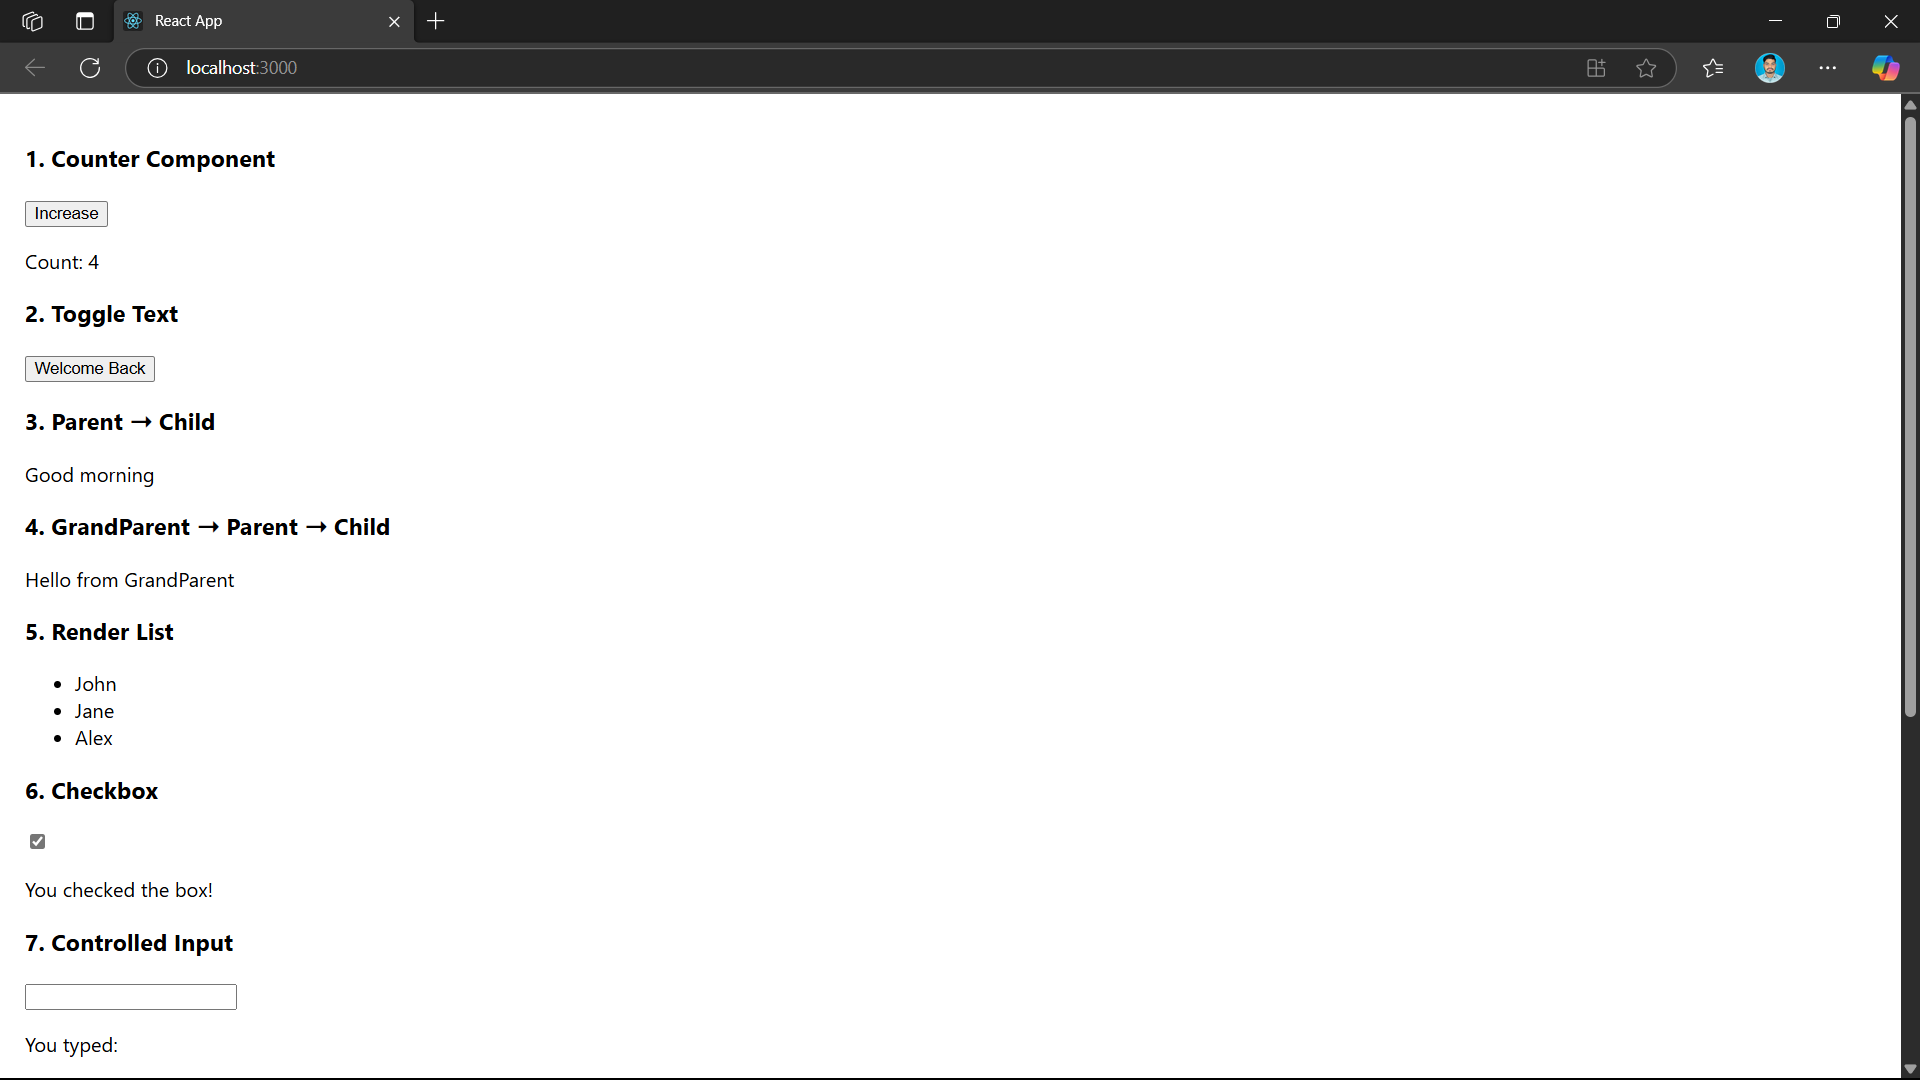 React App
localhost:3000
1. Counter Component
Increase
Count: 4
2. Toggle Text
Welcome Back
3. Parent → Child
Good morning
4. GrandParent → Parent → Child
Hello from GrandParent
5. Render List
• John
• Jane
• Alex
6. Checkbox
You checked the box!
7. Controlled Input
You typed: